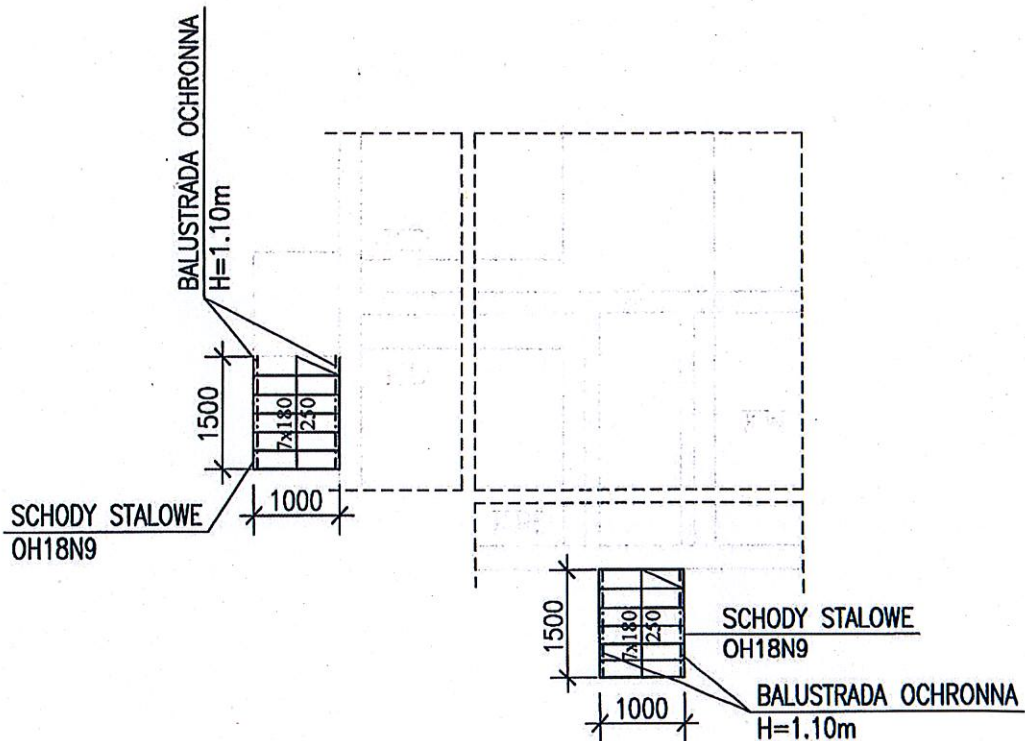 BALUSTRADA OCHRONNA
H=1.10m
1500
7x180
250
1000
SCHODY STALOWE
OH18N9
1500
7x180
250
1000
SCHODY STALOWE
OH18N9
BALUSTRADA OCHRONNA
H=1.10m